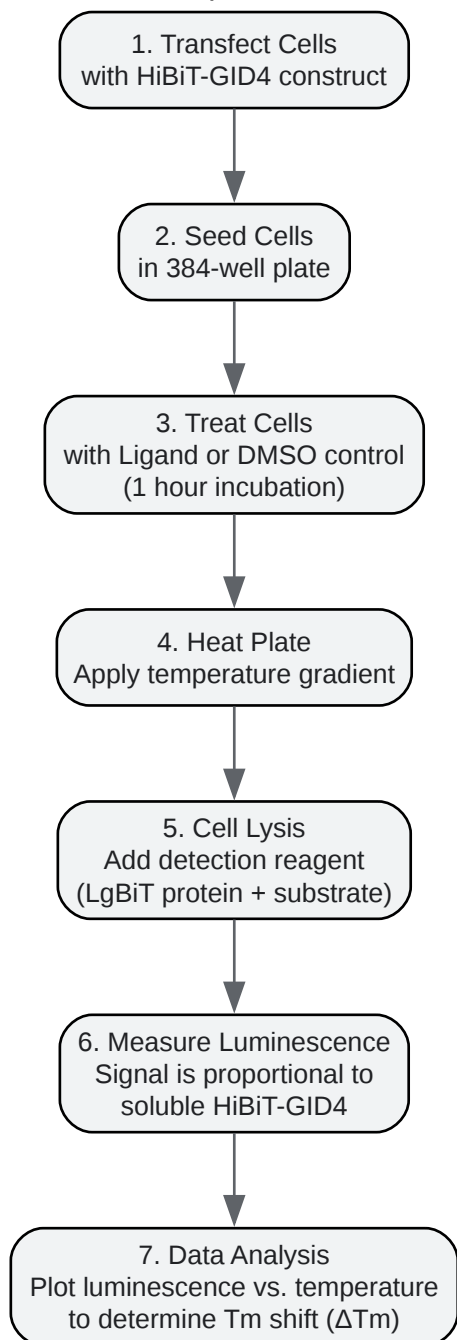 1. Transfect Cells
with HiBiT-GID4 construct
2. Seed Cells
in 384-well plate
3. Treat Cells
with Ligand or DMSO control
(1 hour incubation)
4. Heat Plate
Apply temperature gradient
5. Cell Lysis
Add detection reagent
(LgBiT protein + substrate)
6. Measure Luminescence
Signal is proportional to
soluble HiBiT-GID4
7. Data Analysis
Plot luminescence vs. temperature
to determine Tm shift (ΔTm)